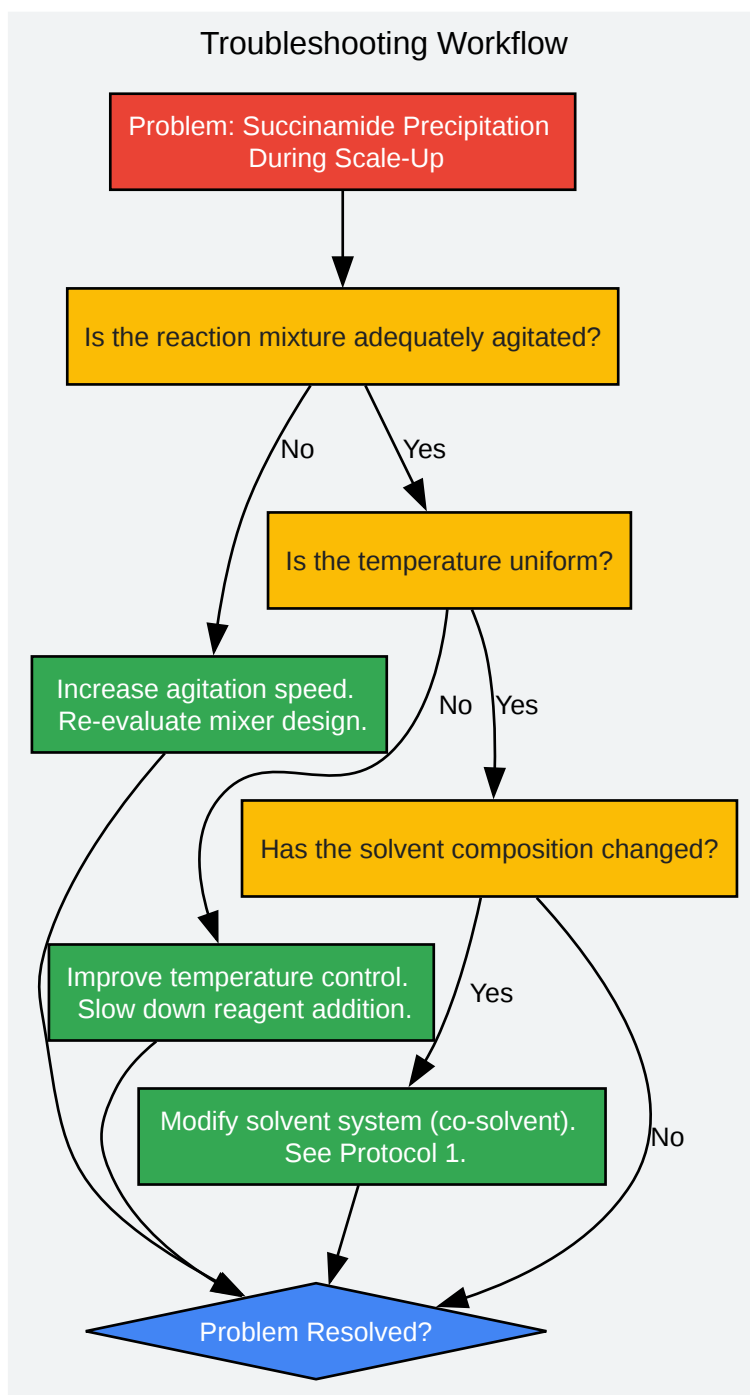 Troubleshooting Workflow
Problem: Succinamide Precipitation
During Scale-Up
Is the reaction mixture adequately agitated?
No
Yes
Is the temperature uniform?
Increase agitation speed.
Re-evaluate mixer design.
No
Yes
Has the solvent composition changed?
Improve temperature control.
Slow down reagent addition.
Yes
Modify solvent system (co-solvent).
See Protocol 1.
No
Problem Resolved?